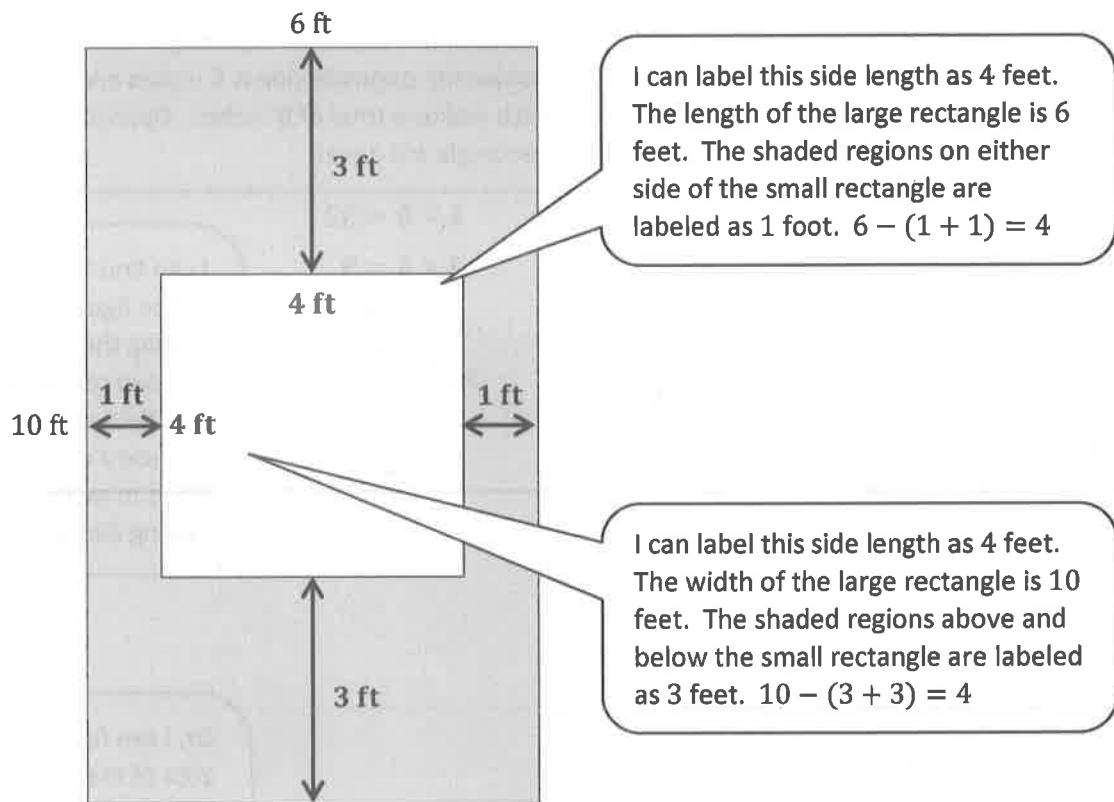 6 ft
I can label this side length as 4 feet.
The length of the large rectangle is 6
feet. The shaded regions on either
side of the small rectangle are
labeled as 1 foot. 6 − (1 + 1) = 4
3 ft
4 ft
1 ft
1 ft
10 ft
4 ft
I can label this side length as 4 feet.
The width of the large rectangle is 10
feet. The shaded regions above and
below the small rectangle are labeled
as 3 feet. 10 − (3 + 3) = 4
3 ft